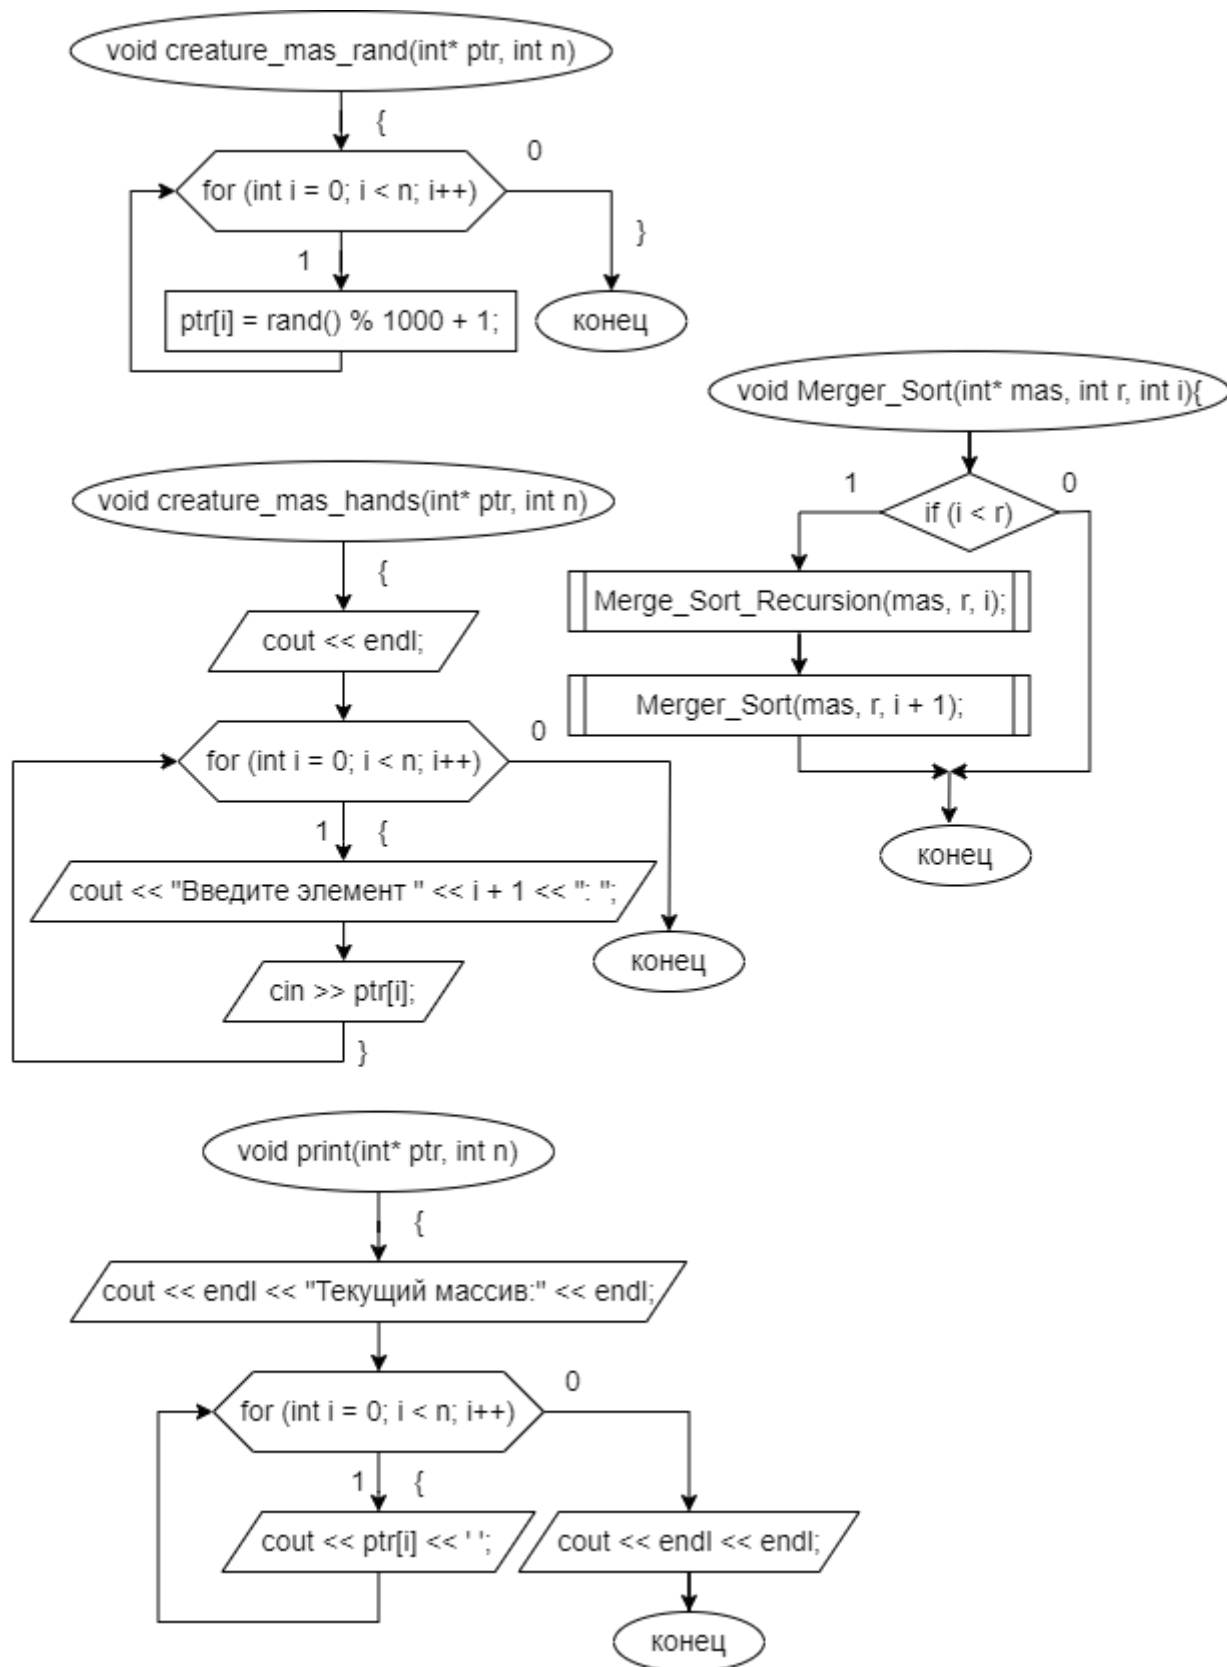 void creature_mas_rand(int* ptr, int n)
{
for (int i = 0; i < n; i++)
0
1
}
ptr[i] = rand() % 1000 + 1;
конец
void Merger_Sort(int* mas, int r, int i){
1
0
if (i < r)
Merge_Sort_Recursion(mas, r, i);
Merger_Sort(mas, r, i + 1);
конец
void creature_mas_hands(int* ptr, int n)
{
cout << endl;
for (int i = 0; i < n; i++)
0
1
{
cout << "Введите элемент " << i + 1 << ": ";
cin >> ptr[i];
}
конец
void print(int* ptr, int n)
{
cout << endl << "Текущий массив:" << endl;
for (int i = 0; i < n; i++)
0
1
{
cout << ptr[i] << ' ';
cout << endl << endl;
конец